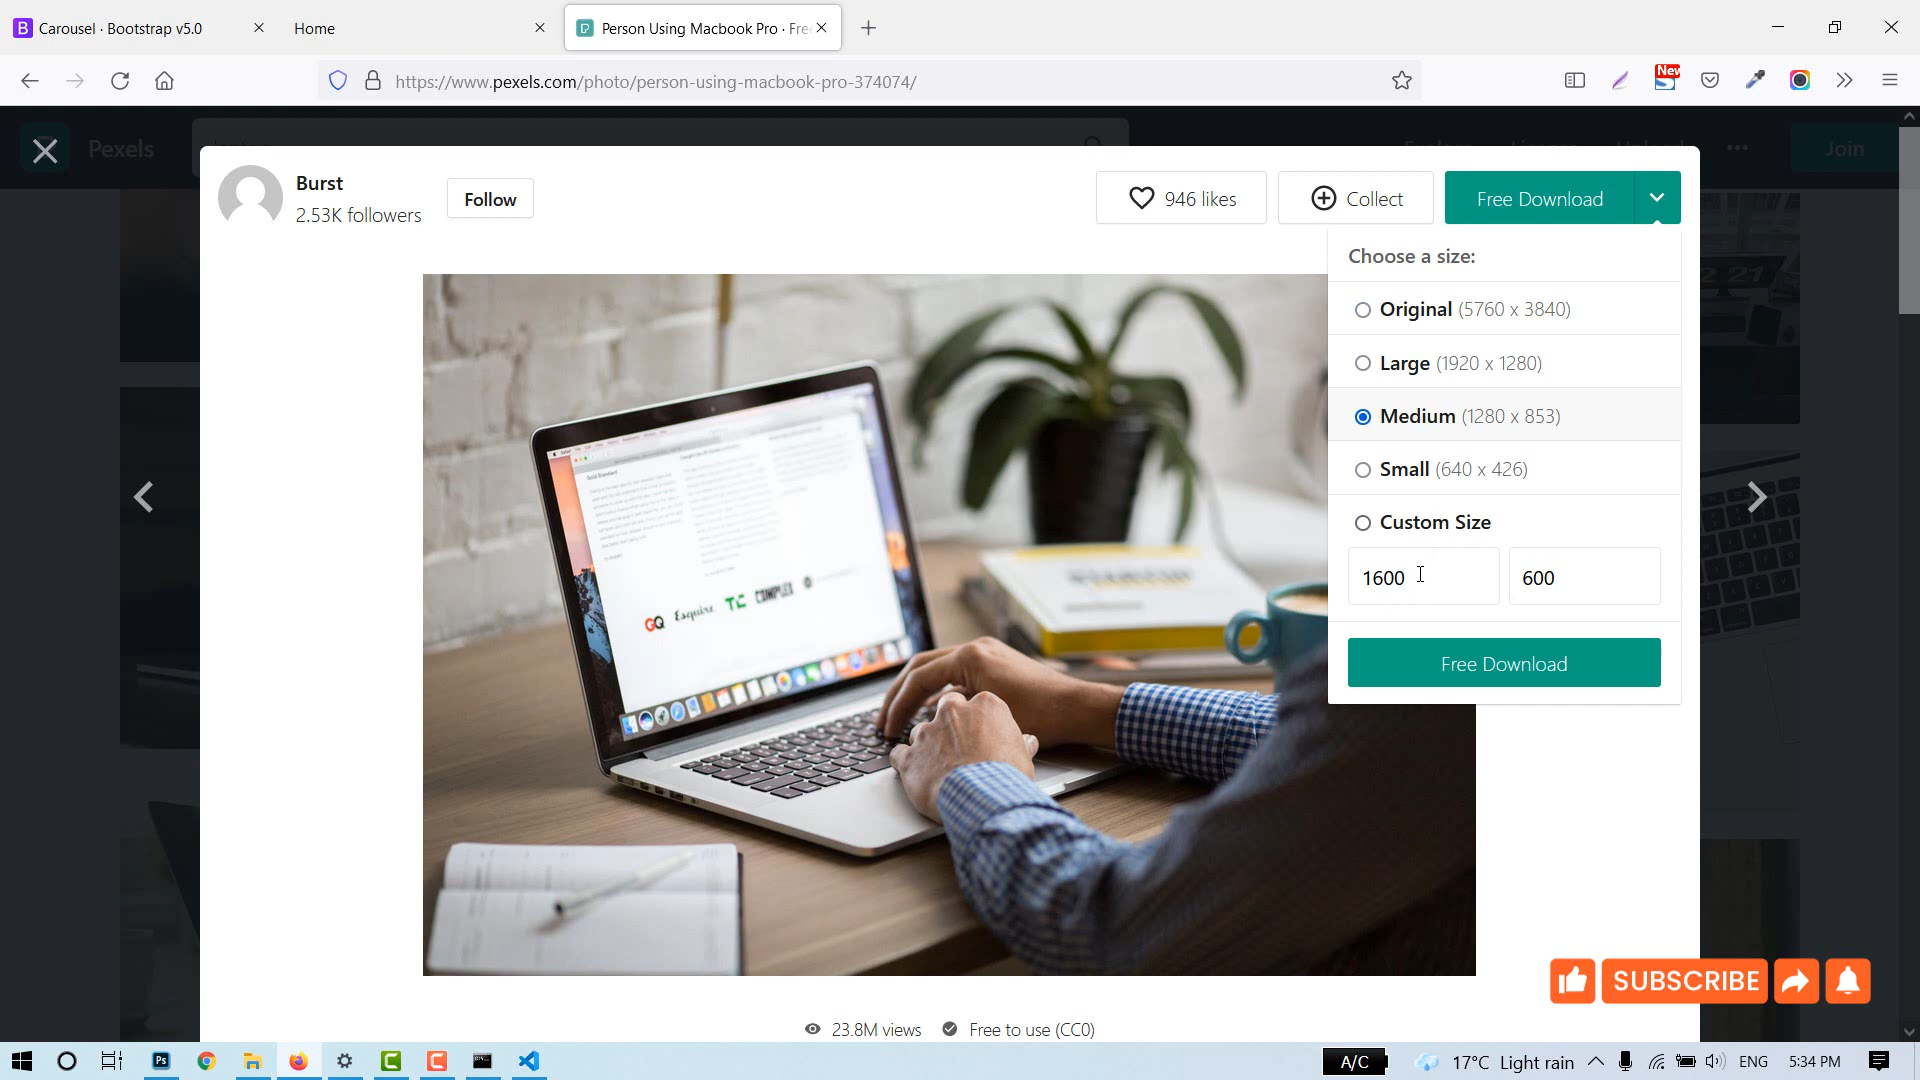 Carousel · Bootstrap v5.0
Home
Person Using Macbook Pro · Fre
https://www.pexels.com/photo/person-using-macbook-pro-374074/
New
Pexels
Join
Burst
2.53K followers
Follow
946 likes
Collect
Free Download
Choose a size:
Original (5760 x 3840)
Large (1920 x 1280)
Medium (1280 x 853)
Small (640 x 426)
Custom Size
1600
600
Free Download
STARTUP
GQ Esquire TC COMPLEX
SUBSCRIBE
23.8M views
Free to use (CC0)
Ps
A/C
17°C Light rain
ENG
5:34 PM